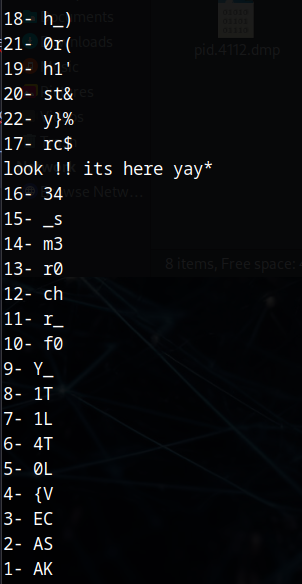 18- h_)
21- 0r(
19- h1'
20- st&
22- y}%
17- rc$
look !! its here yay*
16- 34
15- _s
14- m3
13- r0
12- ch
11- r_
10- f0
9- Y_
8- 1T
7- 1L
6- 4T
5- 0L
4- {V
3- EC
2- AS
1- AK
pid.4112.dmp
8 items, Free space: